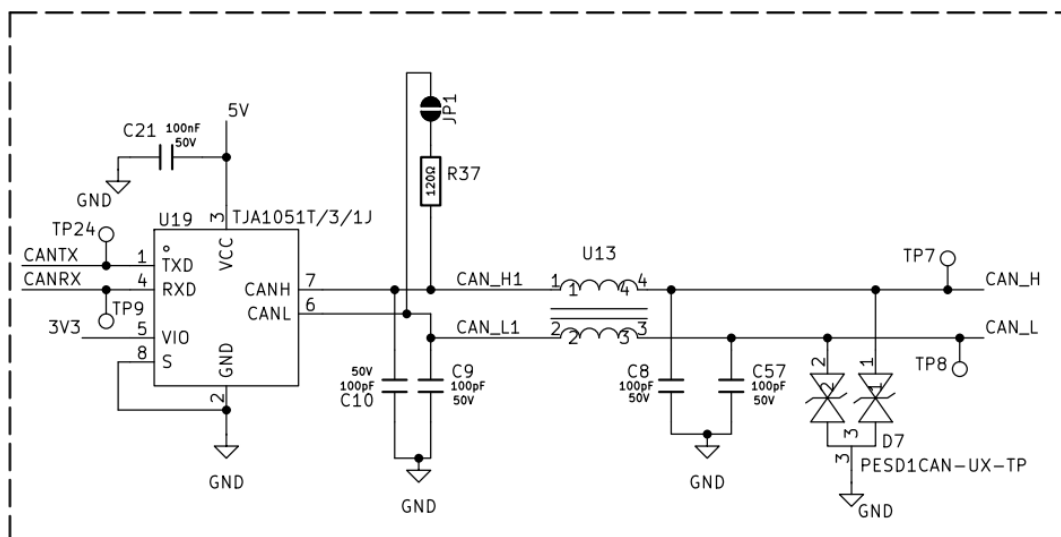 JP1
5V
C21 100nF
50V
R37
120Ω
GND
U19
3
TJA1051T/3/1J
TP24
CANTX
1
TXD
VCC
U13
TP7
CANRX
4
RXD
CANH
7
CAN_H1
1
1
4
4
CAN_H
TP9
CANL
6
3V3
5
VIO
CAN_L1
2
2
3
3
CAN_L
8
S
GND
2
TP8
50V
100pF
C10
C9
100pF
50V
C8
100pF
50V
C57
100pF
50V
2
2
1
1
3
3
D7
PESD1CAN-UX-TP
GND
GND
GND
GND